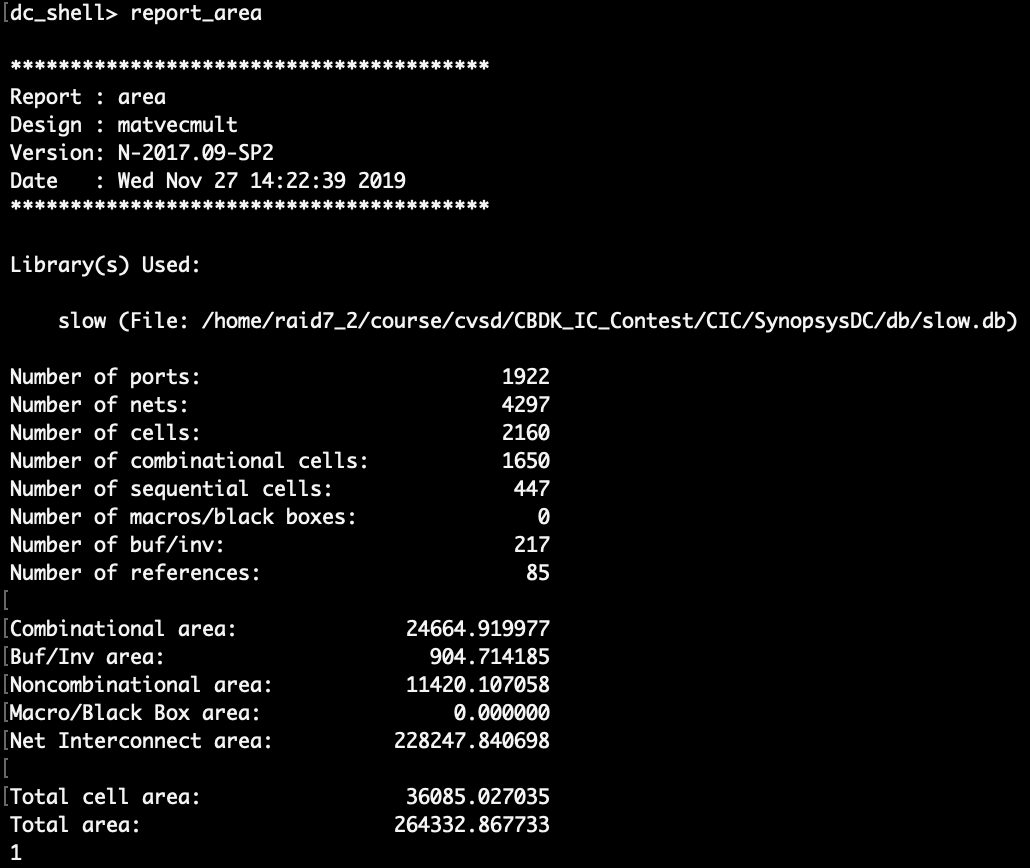 [dc_shell> report_area
****************************************
Report : area
Design : matvecmult
Version: N-2017.09-SP2
Date   : Wed Nov 27 14:22:39 2019
****************************************
Library(s) Used:
    slow (File: /home/raid7_2/course/cvsd/CBDK_IC_Contest/CIC/SynopsysDC/db/slow.db)
Number of ports:                         1922
Number of nets:                          4297
Number of cells:                         2160
Number of combinational cells:           1650
Number of sequential cells:               447
Number of macros/black boxes:               0
Number of buf/inv:                        217
Number of references:                      85
[
[Combinational area:              24664.919977
[Buf/Inv area:                      904.714185
[Noncombinational area:           11420.107058
[Macro/Black Box area:                0.000000
[Net Interconnect area:          228247.840698
[
[Total cell area:                 36085.027035
Total area:                      264332.867733
1